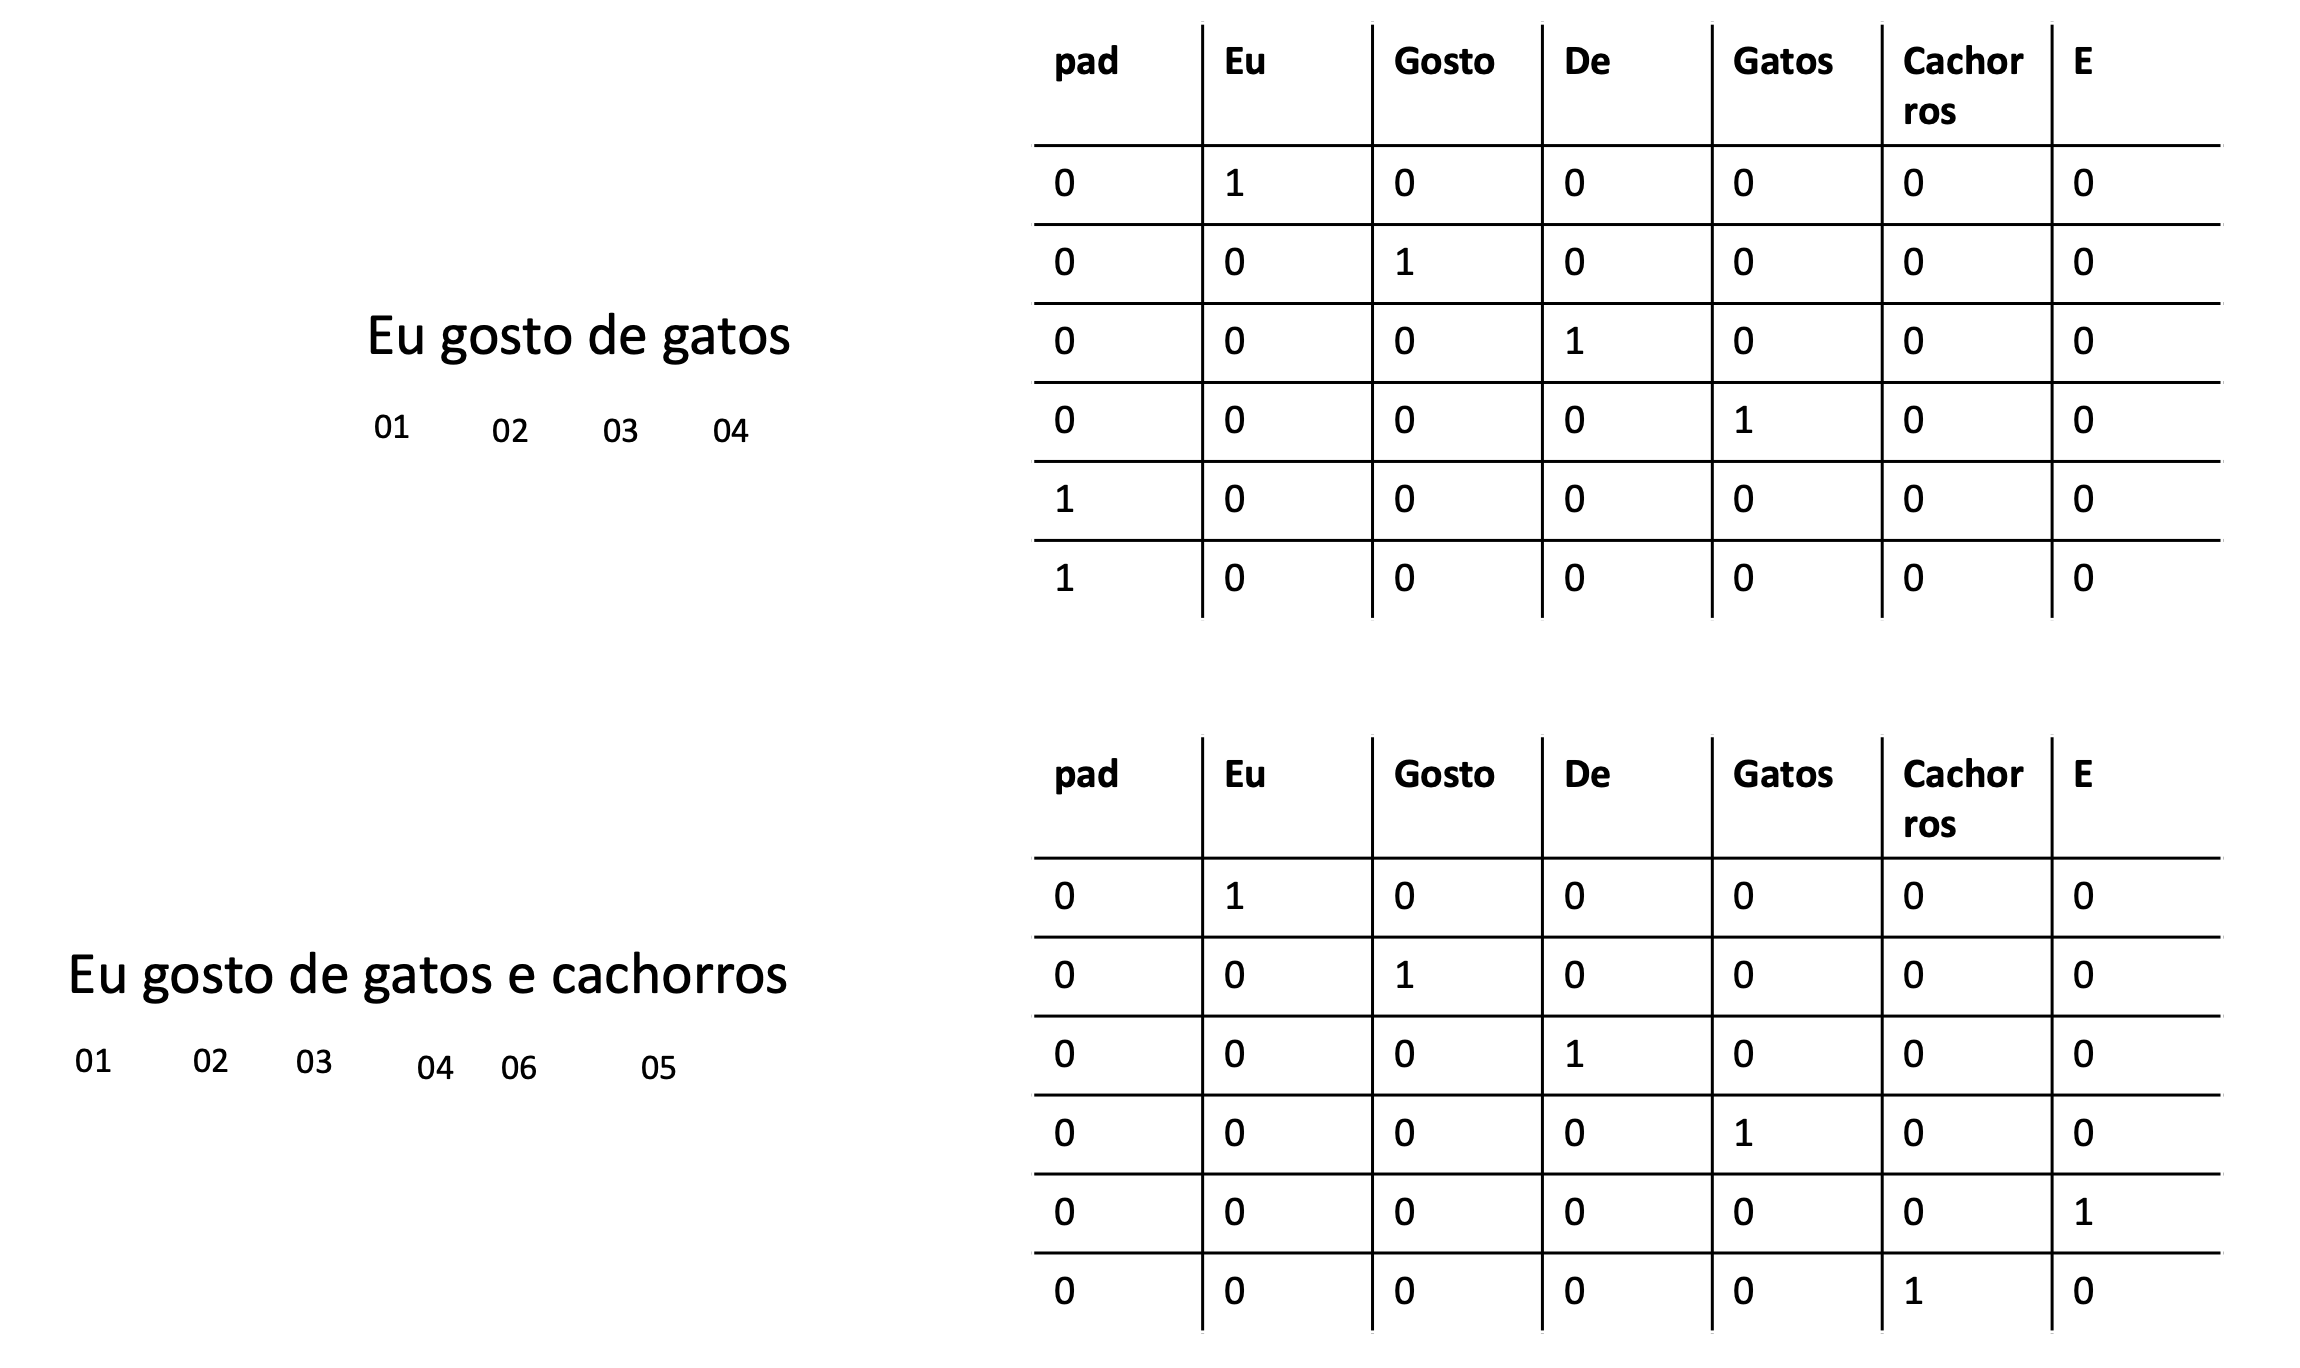 pad Eu Gosto De Gatos Cachor E
ros
0 1 0 0 0 0 0
0 0 1 0 0 0 0
0 0 0 1 0 0 0
0 0 0 0 1 0 0
1 0 0 0 0 0 0
1 0 0 0 0 0 0
Eu gosto de gatos
01 02 03 04
pad Eu Gosto De Gatos Cachor E
ros
0 1 0 0 0 0 0
0 0 1 0 0 0 0
0 0 0 1 0 0 0
0 0 0 0 1 0 0
0 0 0 0 0 0 1
0 0 0 0 0 1 0
Eu gosto de gatos e cachorros
01 02 03 04 06 05